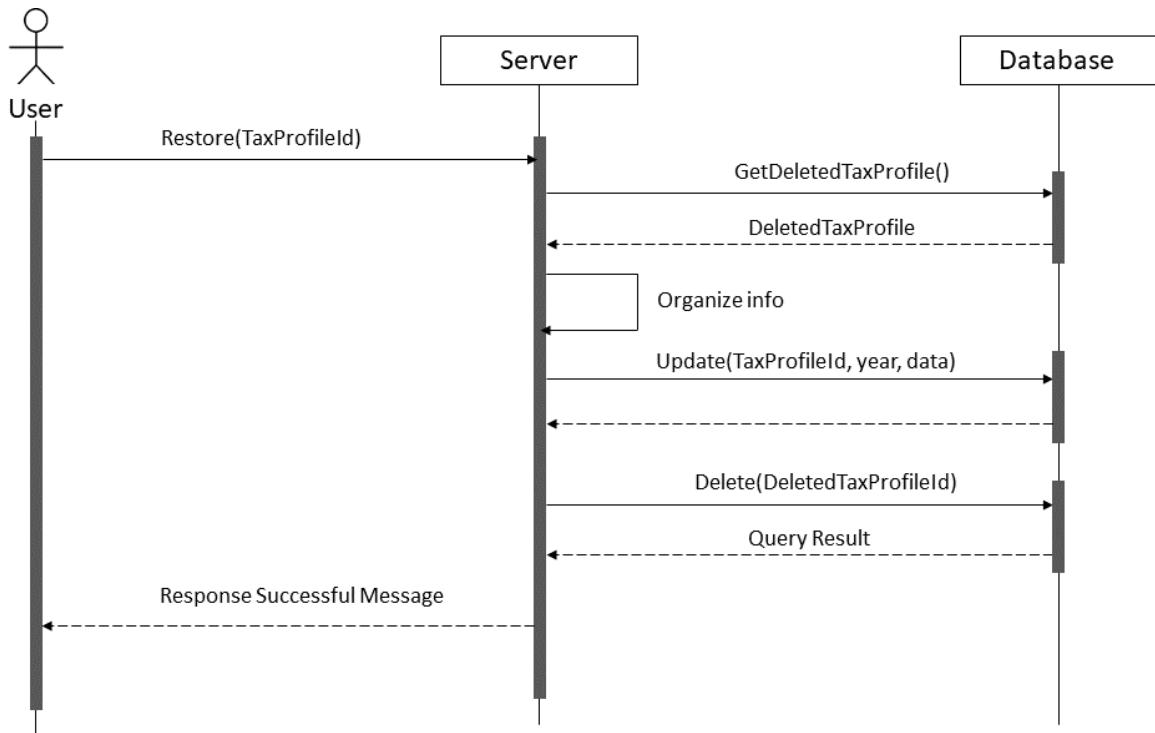 Server
Database
User
Restore(TaxProfileId)
GetDeletedTaxProfile()
DeletedTaxProfile
Organize info
Update(TaxProfileId, year, data)
Delete(DeletedTaxProfileId)
Query Result
Response Successful Message